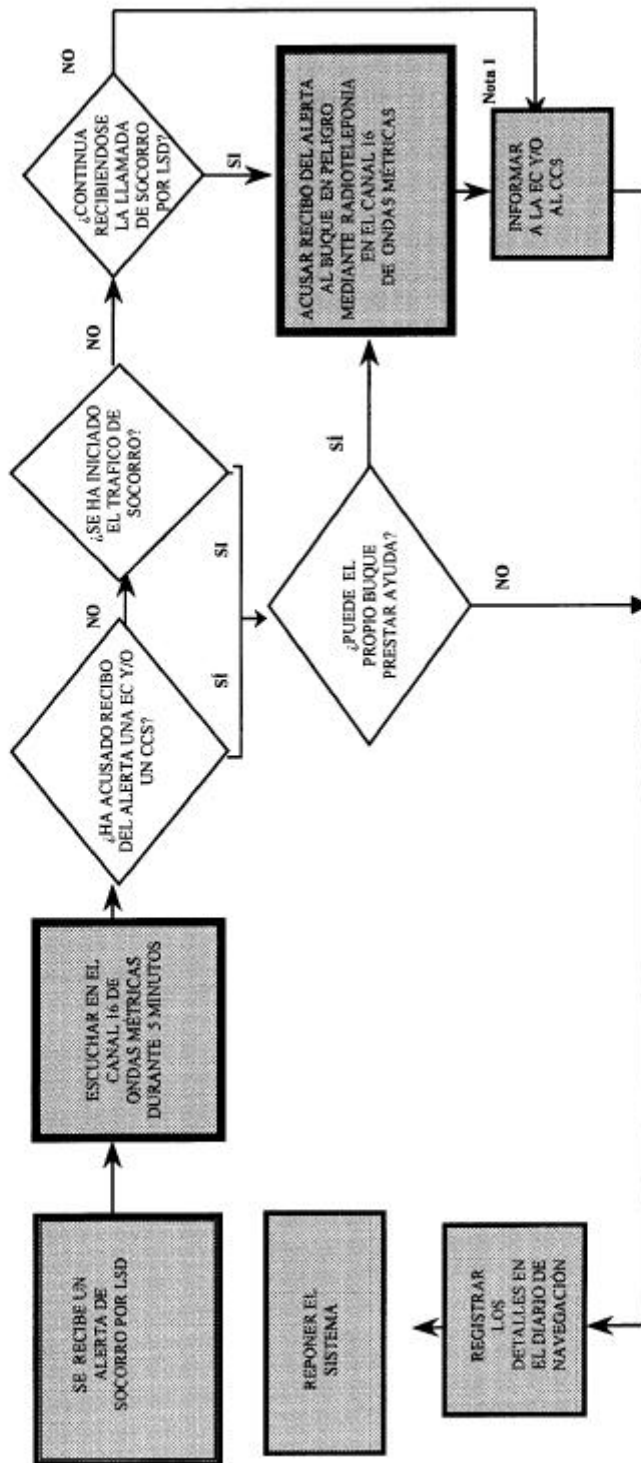 SE RECIBE UN
ALERTA DE
SOCORRO POR LSD
ESCUCHAR EN EL
CANAL 16 DE
ONDAS MÉTRICAS
DURANTE 5 MINUTOS
¿HA ACUSADO RECIBO
DEL ALERTA UNA EC Y/O
UN CCS?
NO
SÍ
¿SE HA INICIADO
EL TRAFICO DE
SOCORRO?
NO
SI
¿CONTINUA
RECIBIENDOSE
LA LLAMADA
DE SOCORRO
POR LSD?
NO
SI
¿PUEDE EL
PROPIO BUQUE
PRESTAR AYUDA?
SÍ
NO
ACUSAR RECIBO DEL ALERTA
AL BUQUE EN PELIGRO
MEDIANTE RADIOTELEFONIA
EN EL CANAL 16
DE ONDAS MÉTRICAS
Nota 1
INFORMAR
A LA EC Y/O
AL CCS
REGISTRAR
LOS
DETALLES EN
EL DIARIO DE
NAVEGACIÓN
REPONER EL
SISTEMA